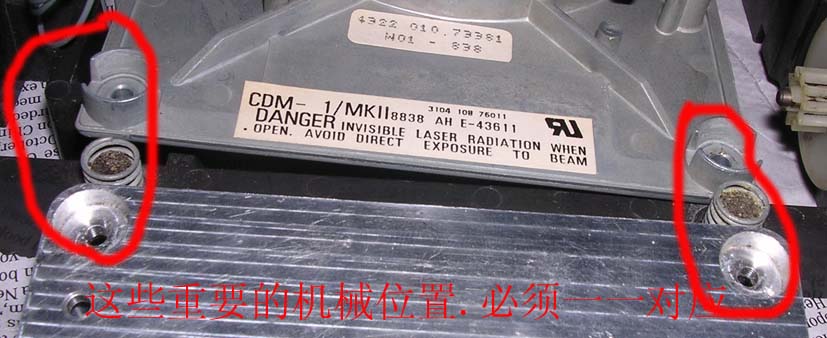 4322 010.73381
W01 - 838
CDM- 1/MKII 8838 AH E-43611
3104 108 76011
DANGER INVISIBLE LASER RADIATION WHEN
. OPEN. AVOID DIRECT EXPOSURE TO BEAM
这些重要的机械位置.必须一一对应